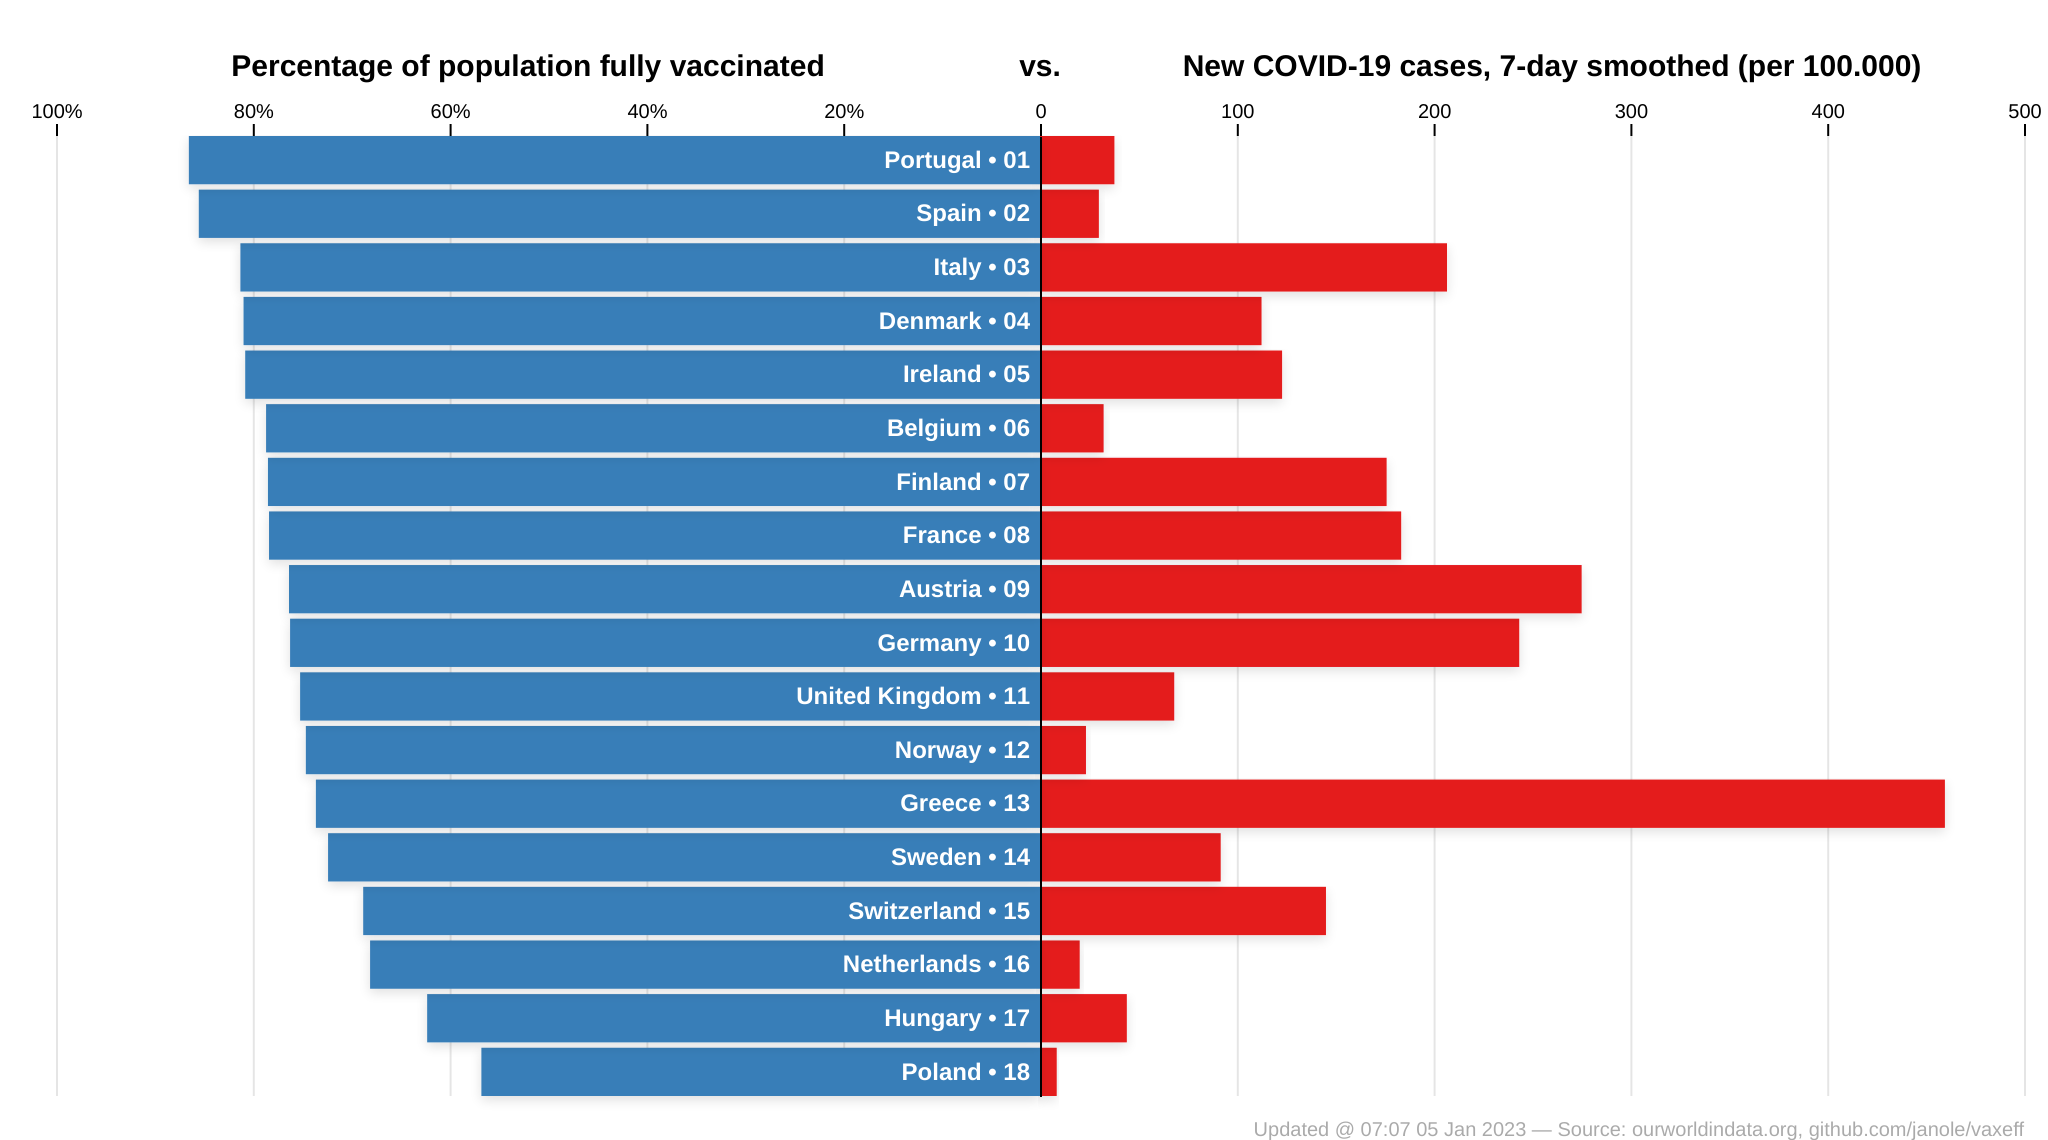 Percentage of population fully vaccinated vs. New COVID-19 cases, 7-day smoothed (per 100.000)
100% 80% 60% 40% 20% 0 100 200 300 400 500
Portugal • 01
Spain • 02
Italy • 03
Denmark • 04
Ireland • 05
Belgium • 06
Finland • 07
France • 08
Austria • 09
Germany • 10
United Kingdom • 11
Norway • 12
Greece • 13
Sweden • 14
Switzerland • 15
Netherlands • 16
Hungary • 17
Poland • 18
Updated @ 07:07 05 Jan 2023 — Source: ourworldindata.org, github.com/janole/vaxeff